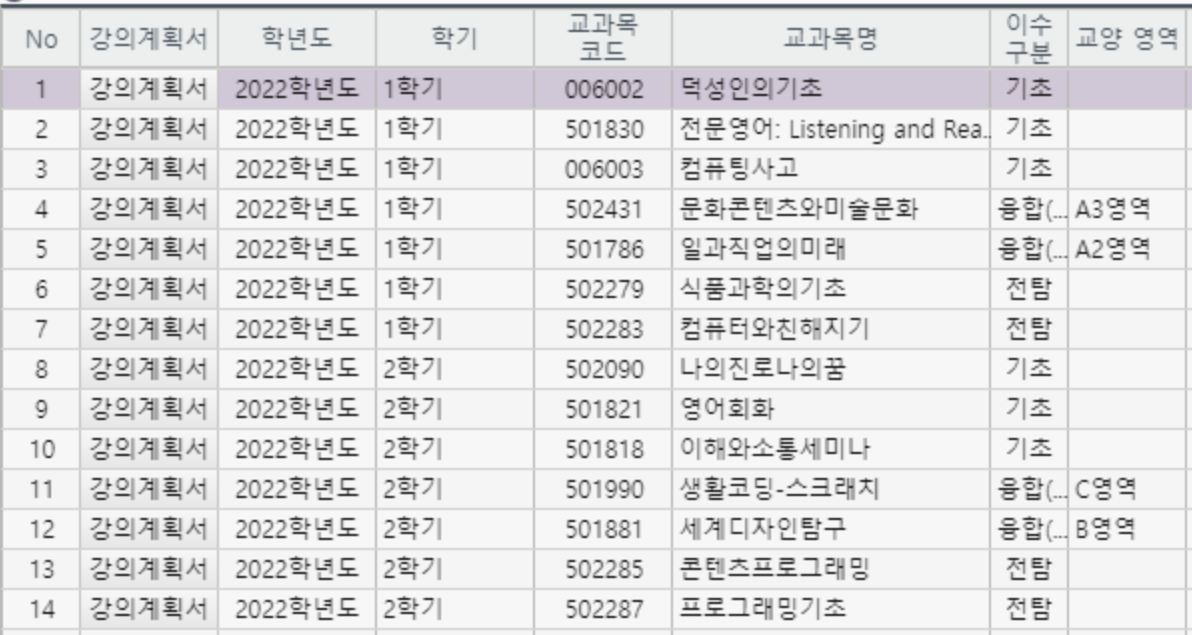 No 강의계획서 학년도 학기 교과목 코드 교과목명 이수 구분 교양 영역
1 강의계획서 2022학년도 1학기 006002 덕성인의기초 기초
2 강의계획서 2022학년도 1학기 501830 전문영어: Listening and Rea.. 기초
3 강의계획서 2022학년도 1학기 006003 컴퓨팅사고 기초
4 강의계획서 2022학년도 1학기 502431 문화콘텐츠와미술문화 융합(... A3영역
5 강의계획서 2022학년도 1학기 501786 일과직업의미래 융합(... A2영역
6 강의계획서 2022학년도 1학기 502279 식품과학의기초 전탐
7 강의계획서 2022학년도 1학기 502283 컴퓨터와친해지기 전탐
8 강의계획서 2022학년도 2학기 502090 나의진로나의꿈 기초
9 강의계획서 2022학년도 2학기 501821 영어회화 기초
10 강의계획서 2022학년도 2학기 501818 이해와소통세미나 기초
11 강의계획서 2022학년도 2학기 501990 생활코딩-스크래치 융합(... C영역
12 강의계획서 2022학년도 2학기 501881 세계디자인탐구 융합(... B영역
13 강의계획서 2022학년도 2학기 502285 콘텐츠프로그래밍 전탐
14 강의계획서 2022학년도 2학기 502287 프로그래밍기초 전탐